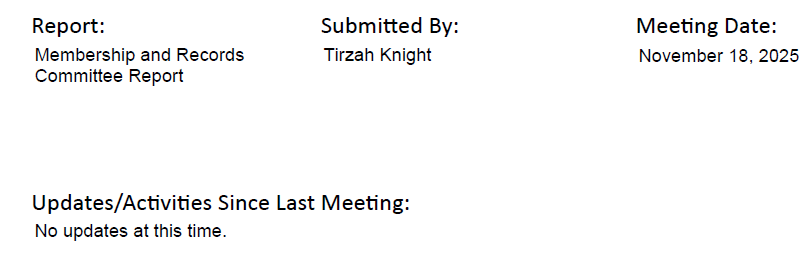 Report:
Submitted By:
Meeting Date:
Membership and Records
Committee Report
Tirzah Knight
November 18, 2025
Updates/Activities Since Last Meeting:
No updates at this time.